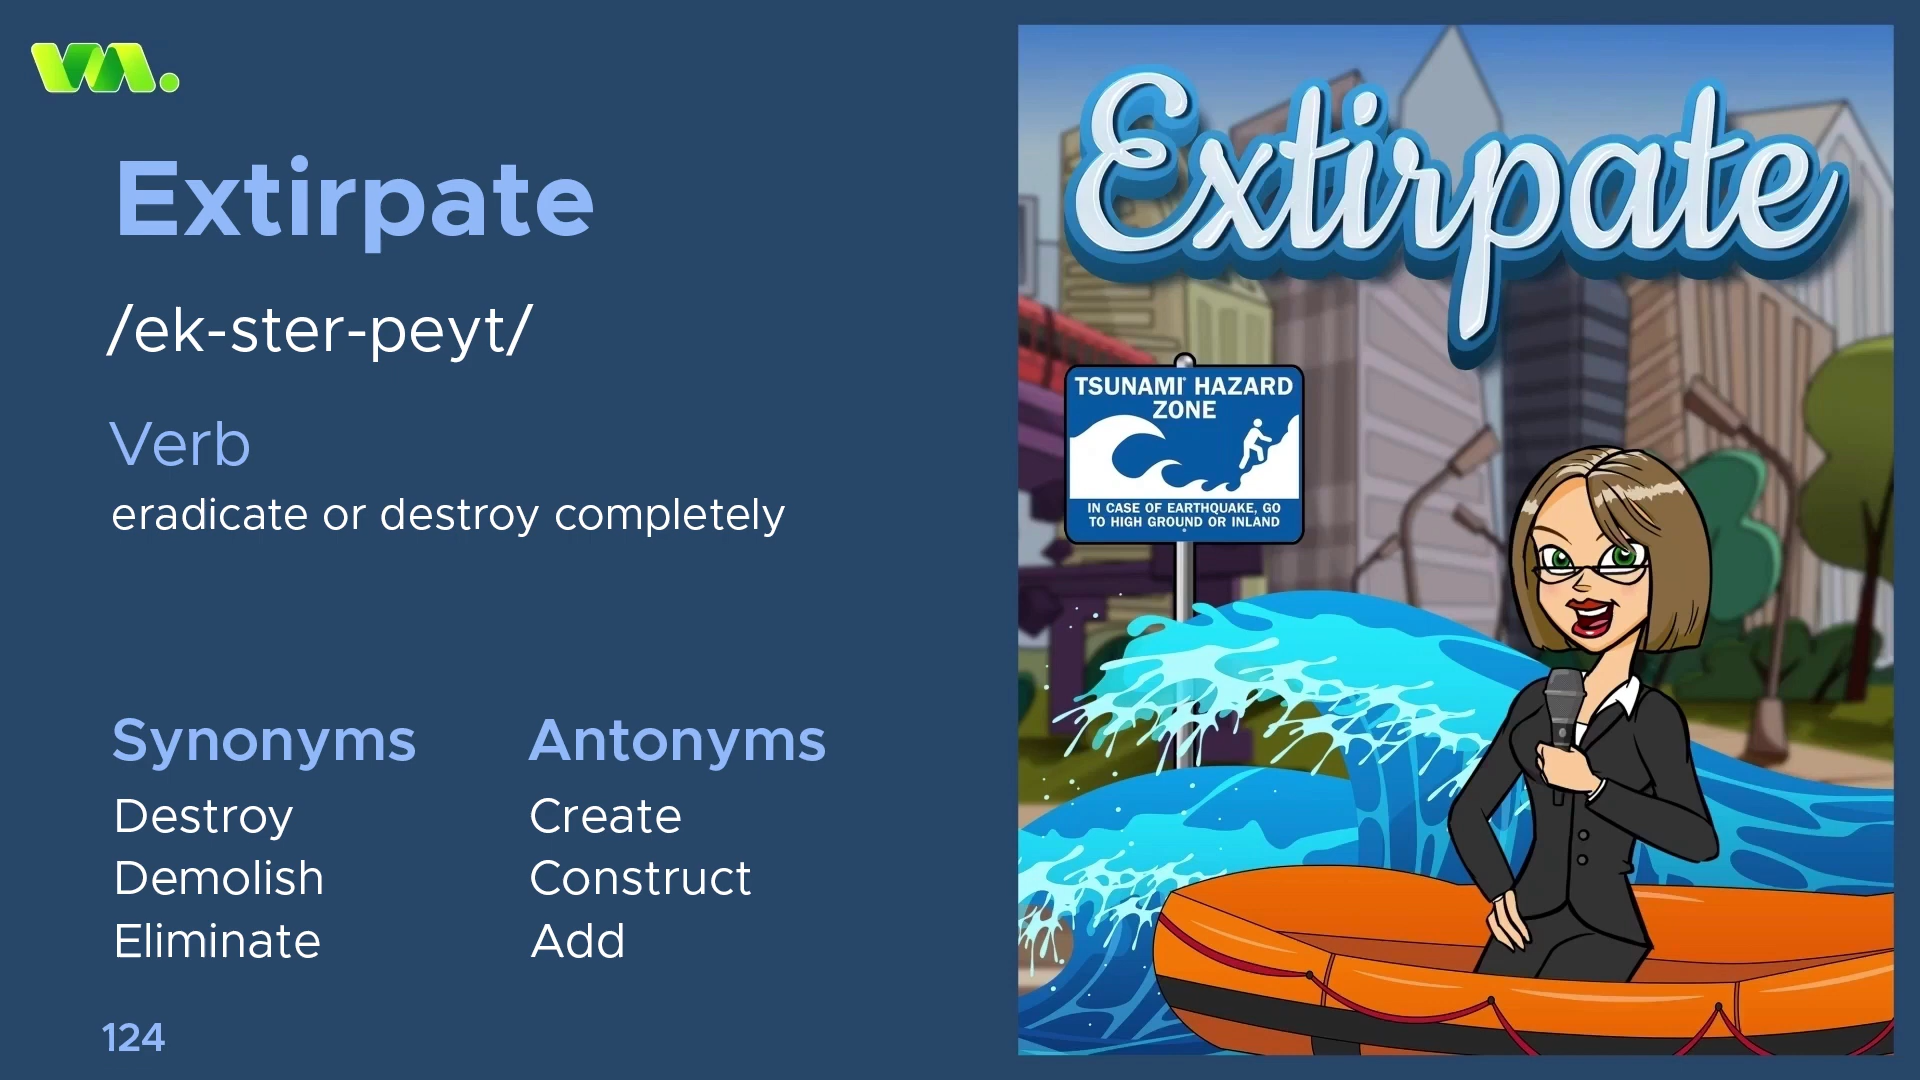 VM.
Extirpate
/ek-ster-peyt/
Verb
eradicate or destroy completely
Synonyms
Destroy
Demolish
Eliminate
Antonyms
Create
Construct
Add
124
Extirpate
TSUNAMI HAZARD
ZONE
IN CASE OF EARTHQUAKE, GO
TO HIGH GROUND OR INLAND